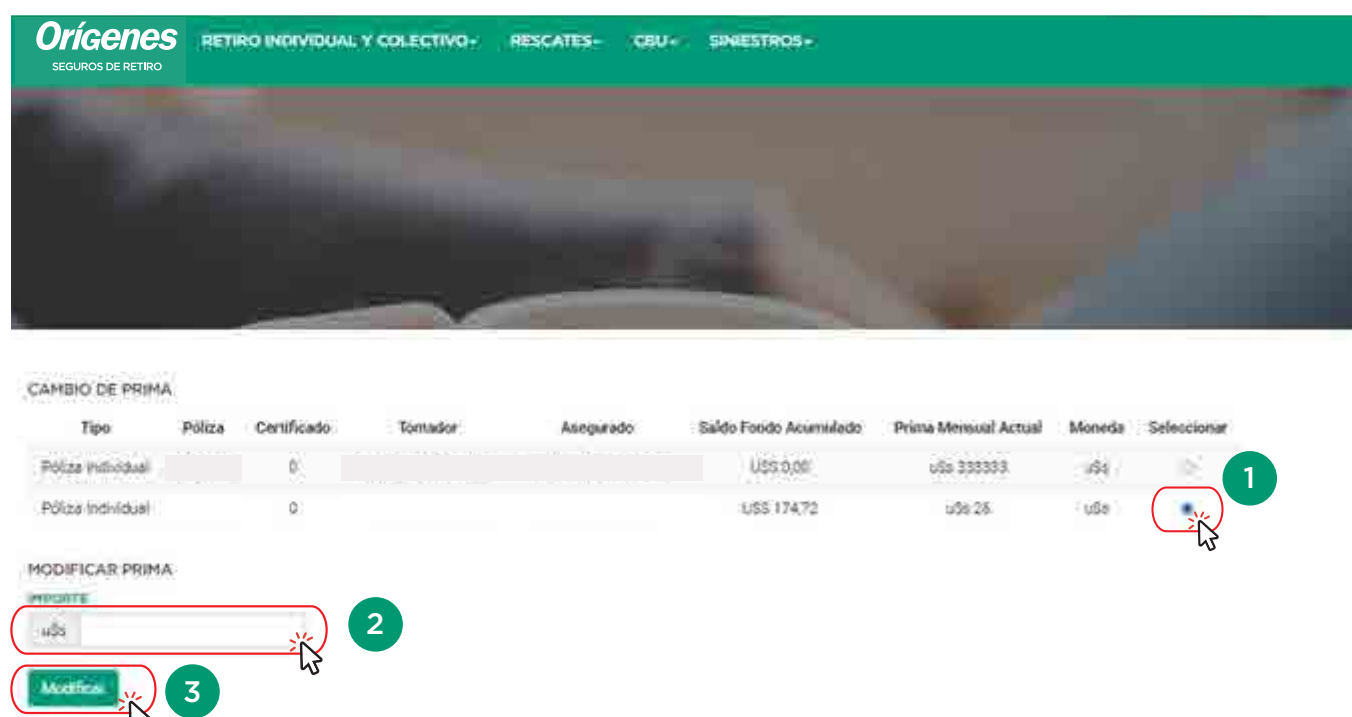 Orígenes
SEGUROS DE RETIRO
RETIRO INDIVIDUAL Y COLECTIVO RESCATES CBU SINIESTROS
CAMBIO DE PRIMA
Tipo Póliza Certificado Tomador Asegurado Saldo Fondo Acumulado Prima Mensual Actual Moneda Seleccionar
Póliza Individual 0 U$S 0,00 u$s 333333 u$s
1
Póliza Individual 0 U$S 174,72 u$s 26 u$s
MODIFICAR PRIMA
IMPORTE
u$s
2
Modificar
3